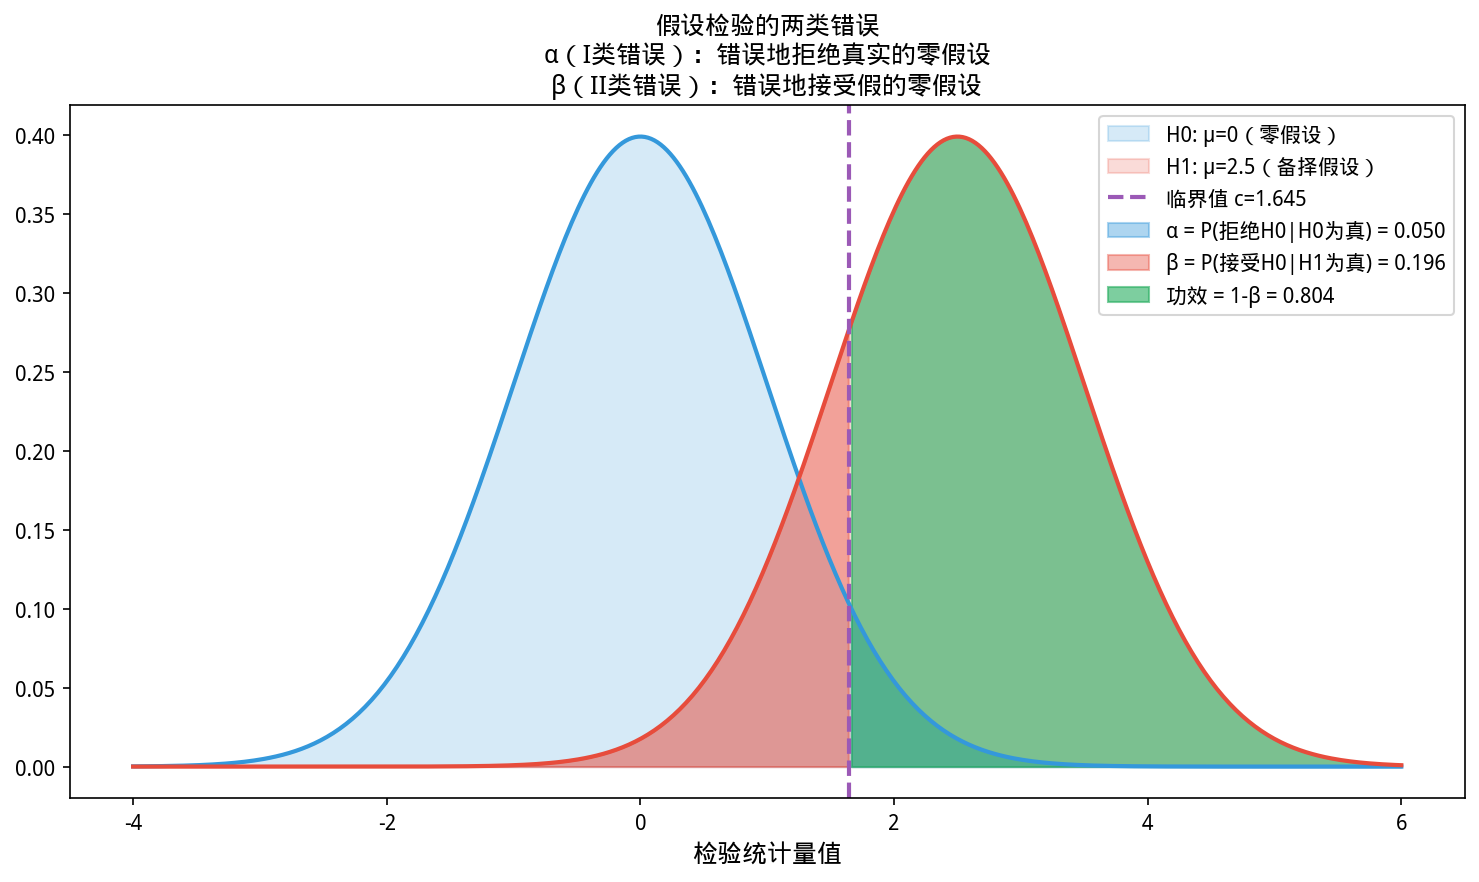 假设检验的两类错误
α（I类错误）：错误地拒绝真实的零假设
β（II类错误）：错误地接受假的零假设
0.40
0.35
0.30
0.25
0.20
0.15
0.10
0.05
0.00
H0: μ=0（零假设）
H1: μ=2.5（备择假设）
临界值 c=1.645
α = P(拒绝H0|H0为真) = 0.050
β = P(接受H0|H1为真) = 0.196
功效 = 1-β = 0.804
-4 -2 0 2 4 6
检验统计量值